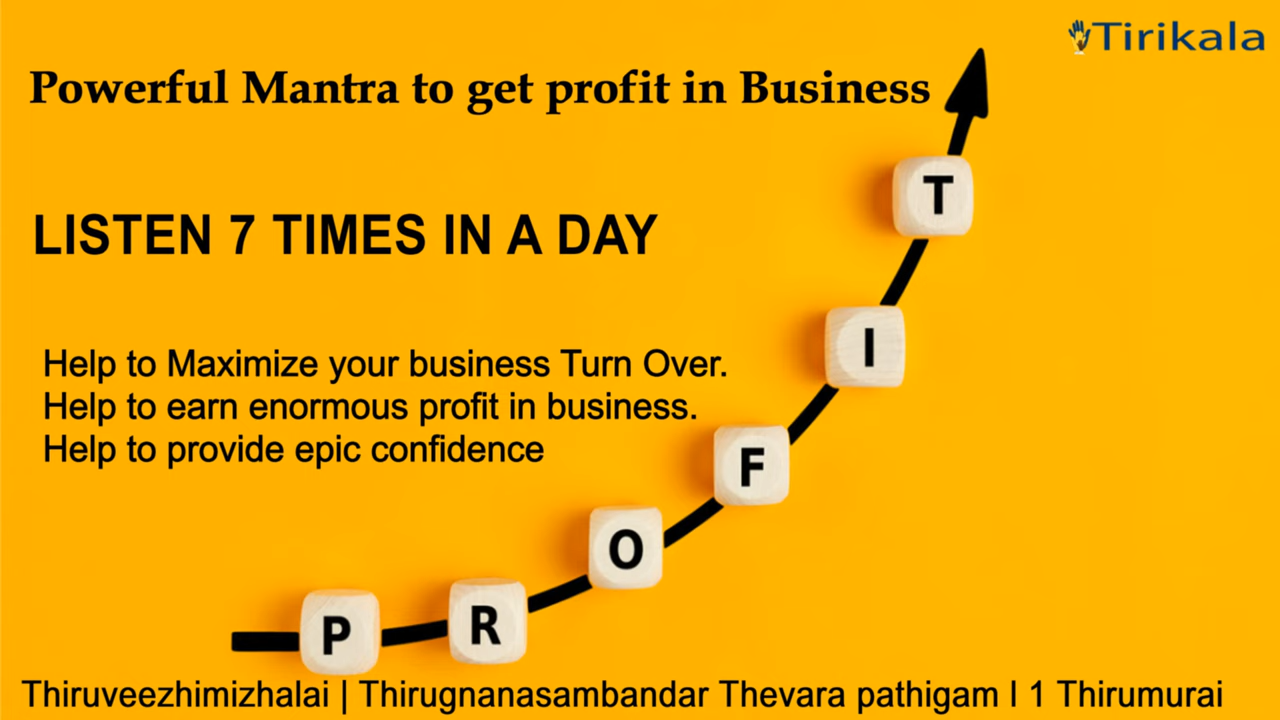 Tirikala
Powerful Mantra to get profit in Business
LISTEN 7 TIMES IN A DAY
Help to Maximize your business Turn Over.
Help to earn enormous profit in business.
Help to provide epic confidence
P R O F I T
Thiruveezhimizhalai | Thirugnanasambandar Thevara pathigam I 1 Thirumurai